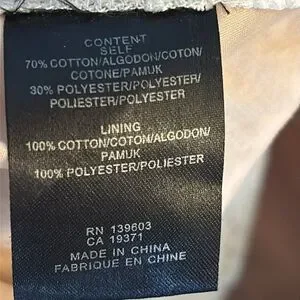 CONTENT
SELF
70% COTTON/ALGODON/COTON/
COTONE/PAMUK
30% POLYESTER/POLYESTER/
POLIESTER/POLIESTER
LINING
100% COTTON/COTON/ALGODON/
PAMUK
100% POLYESTER/POLIESTER
RN 139603
CA 19371
MADE IN CHINA
FABRIQUE EN CHINE